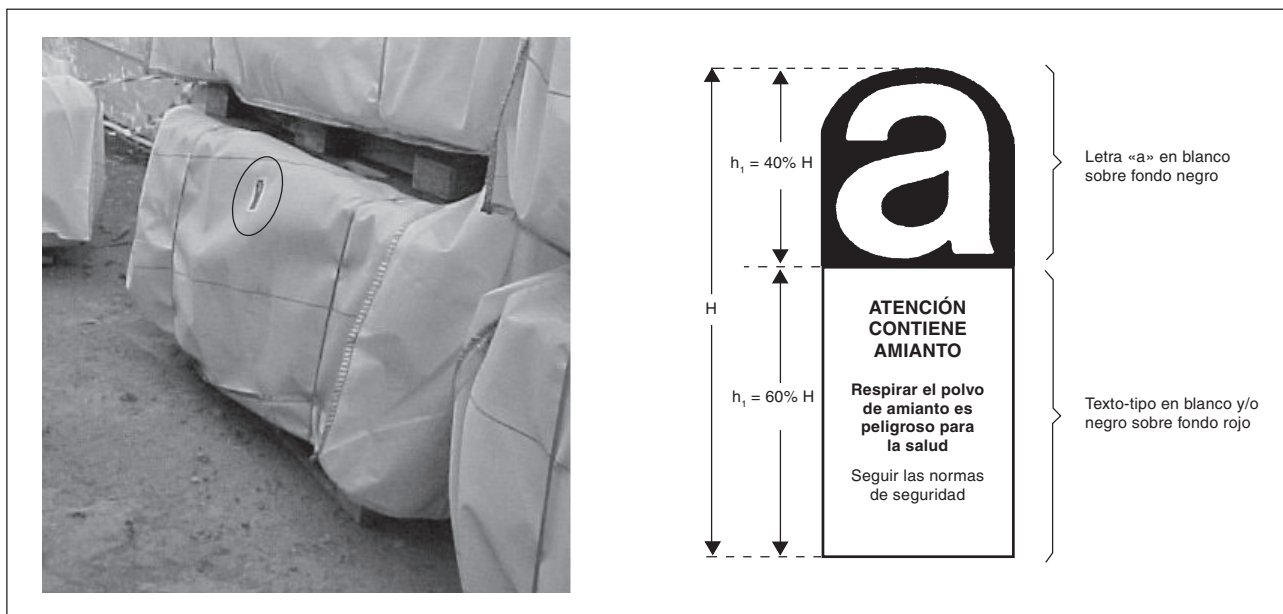 H
h₁ = 40% H
a
Letra «a» en blanco
sobre fondo negro
h₁ = 60% H
ATENCIÓN
CONTIENE
AMIANTO
Respirar el polvo
de amianto es
peligroso para
la salud
Seguir las normas
de seguridad
Texto-tipo en blanco y/o
negro sobre fondo rojo